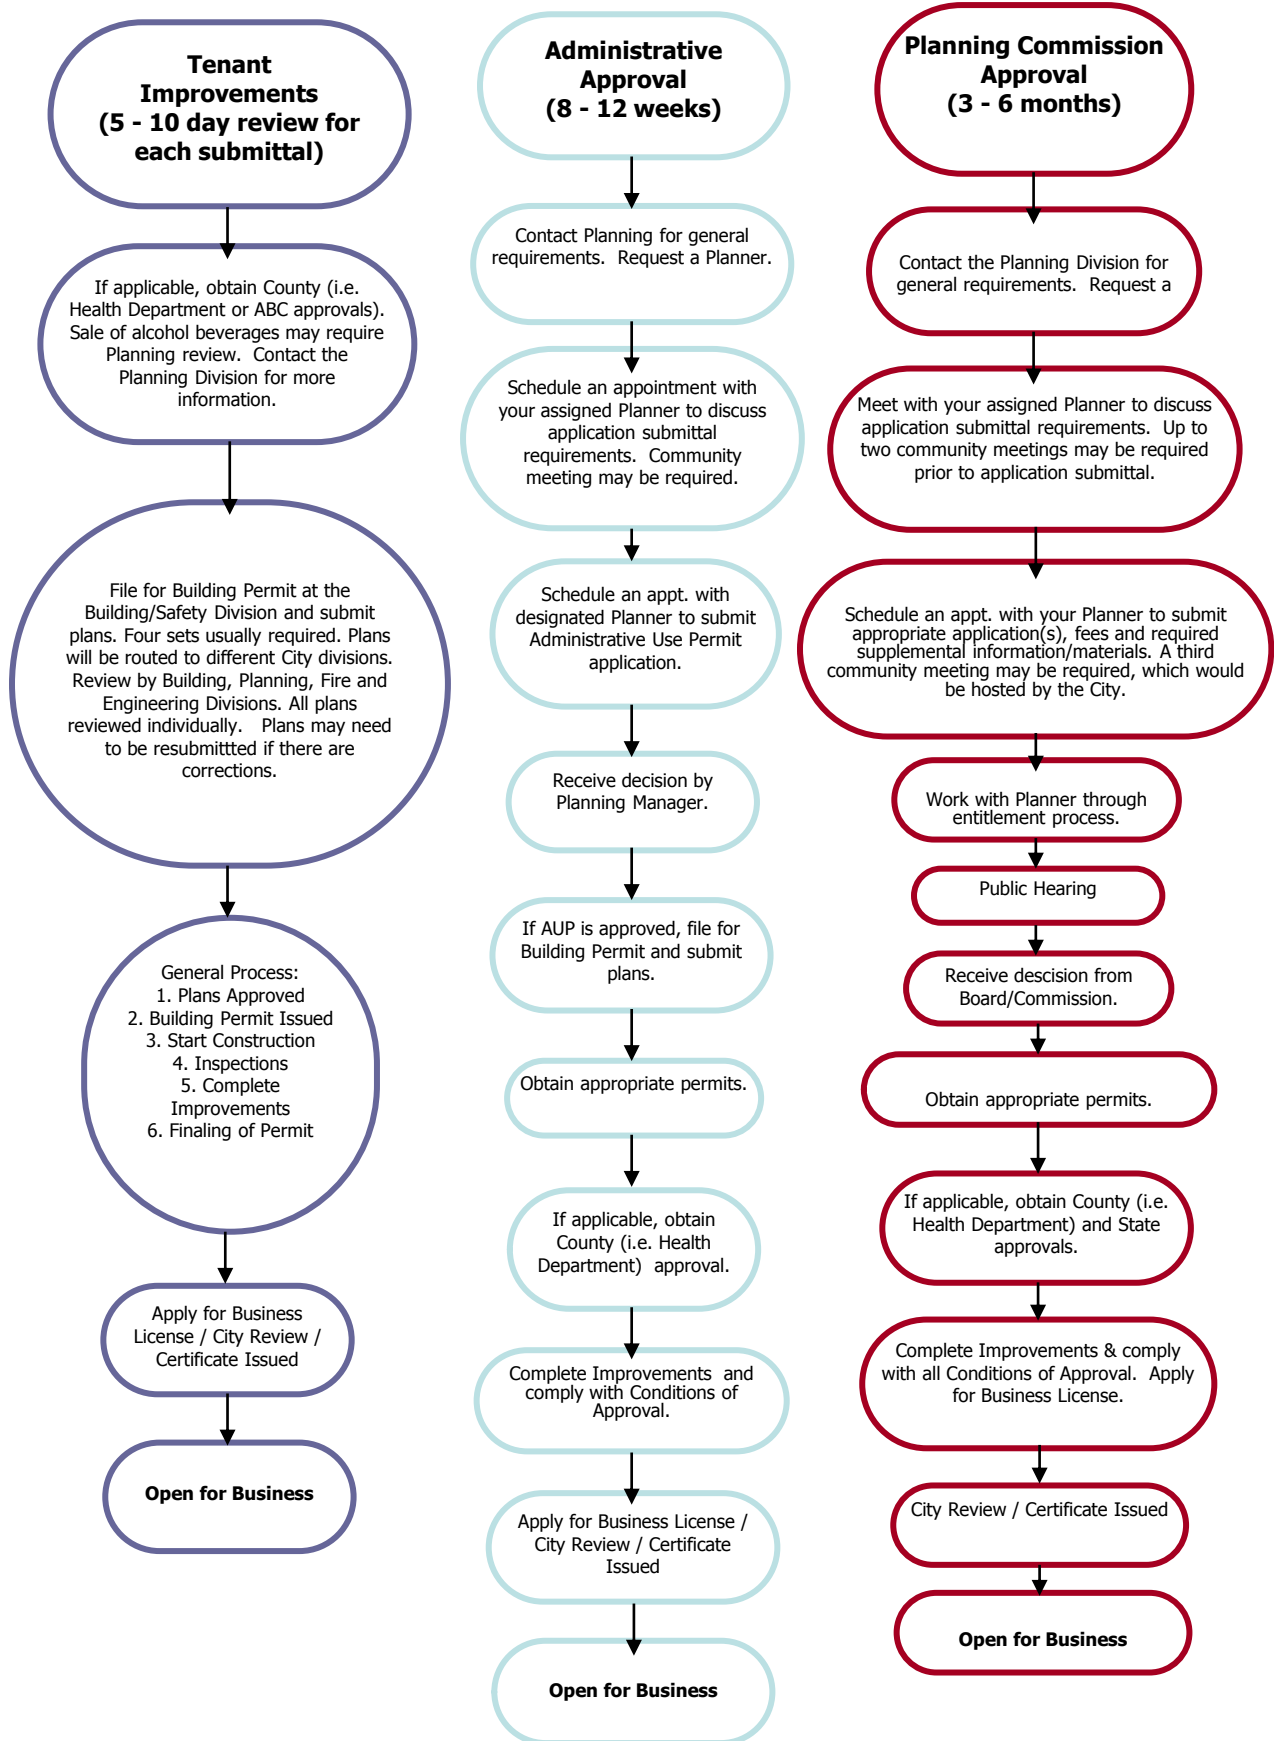 Tenant
Improvements
(5 - 10 day review for
each submittal)
If applicable, obtain County (i.e.
Health Department or ABC approvals).
Sale of alcohol beverages may require
Planning review. Contact the
Planning Division for more
information.
File for Building Permit at the
Building/Safety Division and submit
plans. Four sets usually required. Plans
will be routed to different City divisions.
Review by Building, Planning, Fire and
Engineering Divisions. All plans
reviewed individually. Plans may need
to be resubmittted if there are
corrections.
General Process:
1. Plans Approved
2. Building Permit Issued
3. Start Construction
4. Inspections
5. Complete
Improvements
6. Finaling of Permit
Apply for Business
License / City Review /
Certificate Issued
Open for Business
Administrative
Approval
(8 - 12 weeks)
Contact Planning for general
requirements. Request a Planner.
Schedule an appointment with
your assigned Planner to discuss
application submittal
requirements. Community
meeting may be required.
Schedule an appt. with
designated Planner to submit
Administrative Use Permit
application.
Receive decision by
Planning Manager.
If AUP is approved, file for
Building Permit and submit
plans.
Obtain appropriate permits.
If applicable, obtain
County (i.e. Health
Department) approval.
Complete Improvements and
comply with Conditions of
Approval.
Apply for Business License /
City Review / Certificate
Issued
Open for Business
Planning Commission
Approval
(3 - 6 months)
Contact the Planning Division for
general requirements. Request a
Meet with your assigned Planner to discuss
application submittal requirements. Up to
two community meetings may be required
prior to application submittal.
Schedule an appt. with your Planner to submit
appropriate application(s), fees and required
supplemental information/materials. A third
community meeting may be required, which would
be hosted by the City.
Work with Planner through
entitlement process.
Public Hearing
Receive descision from
Board/Commission.
Obtain appropriate permits.
If applicable, obtain County (i.e.
Health Department) and State
approvals.
Complete Improvements & comply
with all Conditions of Approval. Apply
for Business License.
City Review / Certificate Issued
Open for Business